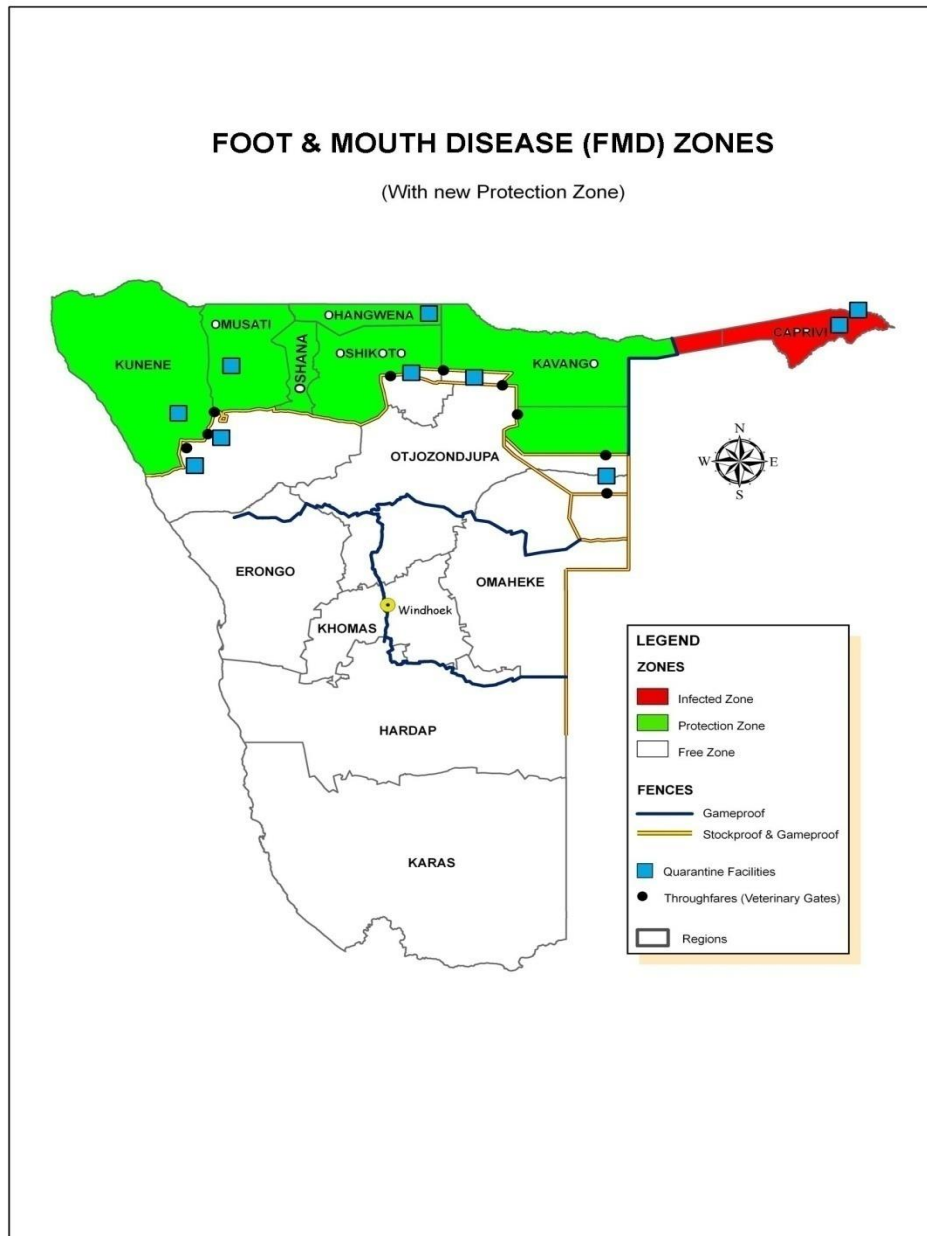 FOOT & MOUTH DISEASE (FMD) ZONES
(With new Protection Zone)
OHANGWENA
OMUSATI
CAPRIVI
OSHIKOTO
KUNENE
OSHANA
KAVANGO
N
W
E
S
OTJOZONDJUPA
ERONGO
OMAHEKE
Windhoek
KHOMAS
HARDAP
KARAS
LEGEND
ZONES
Infected Zone
Protection Zone
Free Zone
FENCES
Gameproof
Stockproof & Gameproof
Quarantine Facilities
Throughfares (Veterinary Gates)
Regions